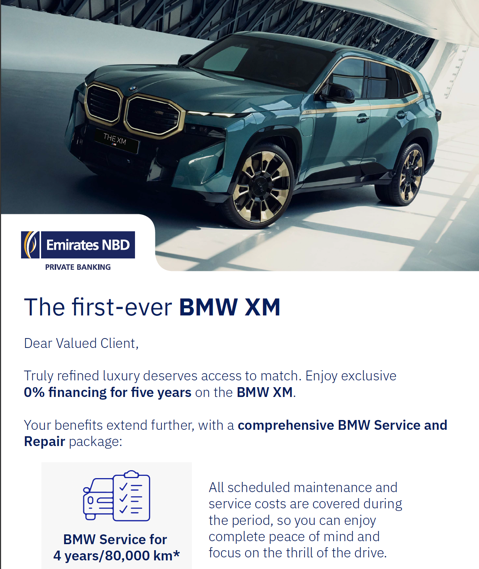 THE XM
Emirates NBD
PRIVATE BANKING
The first-ever BMW XM
Dear Valued Client,
Truly refined luxury deserves access to match. Enjoy exclusive
0% financing for five years on the BMW XM.
Your benefits extend further, with a comprehensive BMW Service and
Repair package:
BMW Service for
4 years/80,000 km*
All scheduled maintenance and
service costs are covered during
the period, so you can enjoy
complete peace of mind and
focus on the thrill of the drive.